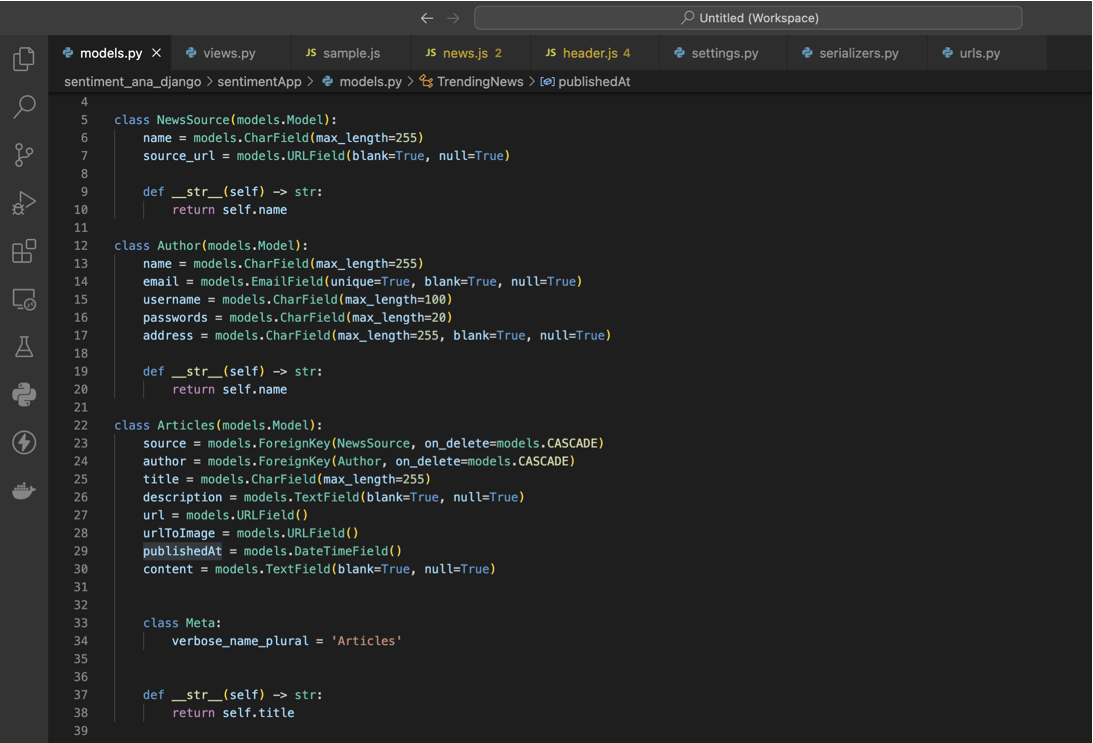 Untitled (Workspace)
models.py
views.py
JS sample.js
JS news.js 2
JS header.js 4
settings.py
serializers.py
urls.py
sentiment_ana_django > sentimentApp > models.py > TrendingNews > publishedAt
4
5 class NewsSource(models.Model):
6     name = models.CharField(max_length=255)
7     source_url = models.URLField(blank=True, null=True)
8
9     def __str__(self) -> str:
10         return self.name
11
12 class Author(models.Model):
13     name = models.CharField(max_length=255)
14     email = models.EmailField(unique=True, blank=True, null=True)
15     username = models.CharField(max_length=100)
16     passwords = models.CharField(max_length=20)
17     address = models.CharField(max_length=255, blank=True, null=True)
18
19     def __str__(self) -> str:
20         return self.name
21
22 class Articles(models.Model):
23     source = models.ForeignKey(NewsSource, on_delete=models.CASCADE)
24     author = models.ForeignKey(Author, on_delete=models.CASCADE)
25     title = models.CharField(max_length=255)
26     description = models.TextField(blank=True, null=True)
27     url = models.URLField()
28     urlToImage = models.URLField()
29     publishedAt = models.DateTimeField()
30     content = models.TextField(blank=True, null=True)
31
32
33     class Meta:
34         verbose_name_plural = 'Articles'
35
36
37     def __str__(self) -> str:
38         return self.title
39